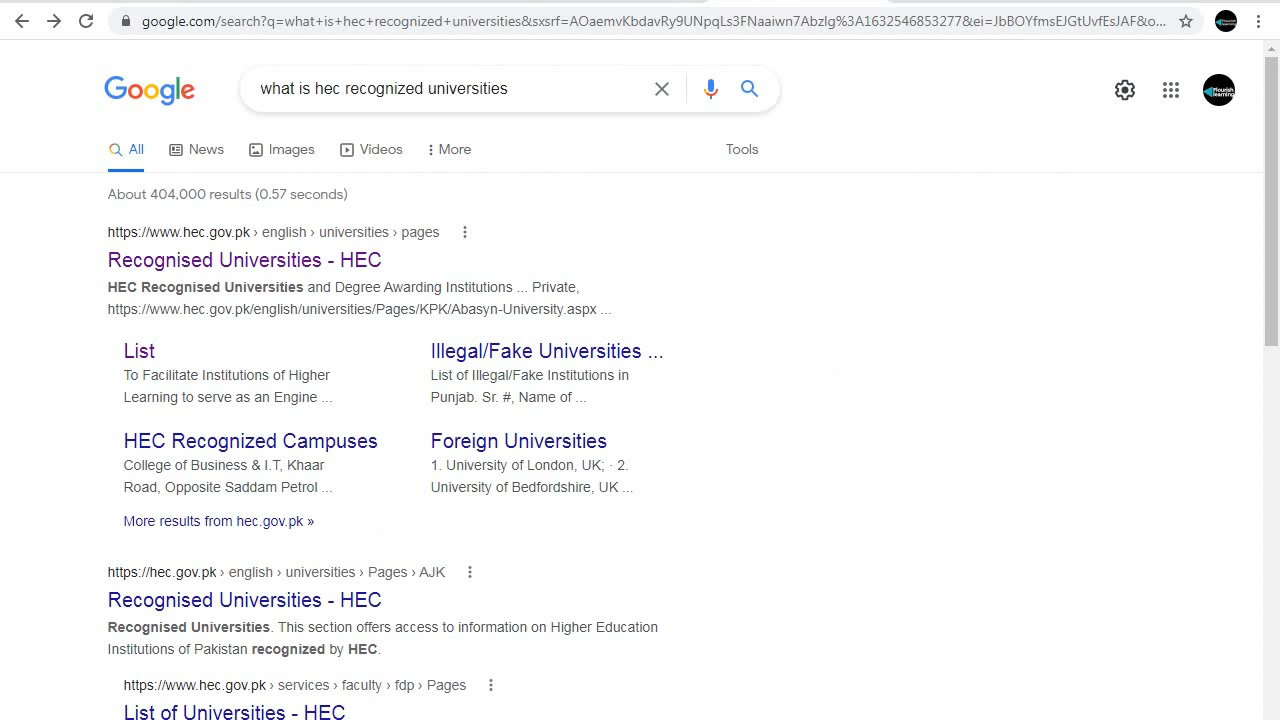 google.com/search?q=what+is+hec+recognized+universities&sxsrf=AOaemvKbdavRy9UNpqLs3FNaaiwn7Abzlg%3A1632546853277&ei=JbBOYfmsEJGtUvfEsJAF&o...
Google
what is hec recognized universities
All News Images Videos More Tools
About 404,000 results (0.57 seconds)
https://www.hec.gov.pk › english › universities › pages
Recognised Universities - HEC
HEC Recognised Universities and Degree Awarding Institutions ... Private,
https://www.hec.gov.pk/english/universities/Pages/KPK/Abasyn-University.aspx ...
List
To Facilitate Institutions of Higher
Learning to serve as an Engine ...
Illegal/Fake Universities ...
List of Illegal/Fake Institutions in
Punjab. Sr. #, Name of ...
HEC Recognized Campuses
College of Business & I.T, Khaar
Road, Opposite Saddam Petrol ...
Foreign Universities
1. University of London, UK; · 2.
University of Bedfordshire, UK ...
More results from hec.gov.pk »
https://hec.gov.pk › english › universities › Pages › AJK
Recognised Universities - HEC
Recognised Universities. This section offers access to information on Higher Education
Institutions of Pakistan recognized by HEC.
https://www.hec.gov.pk › services › faculty › fdp › Pages
List of Universities - HEC